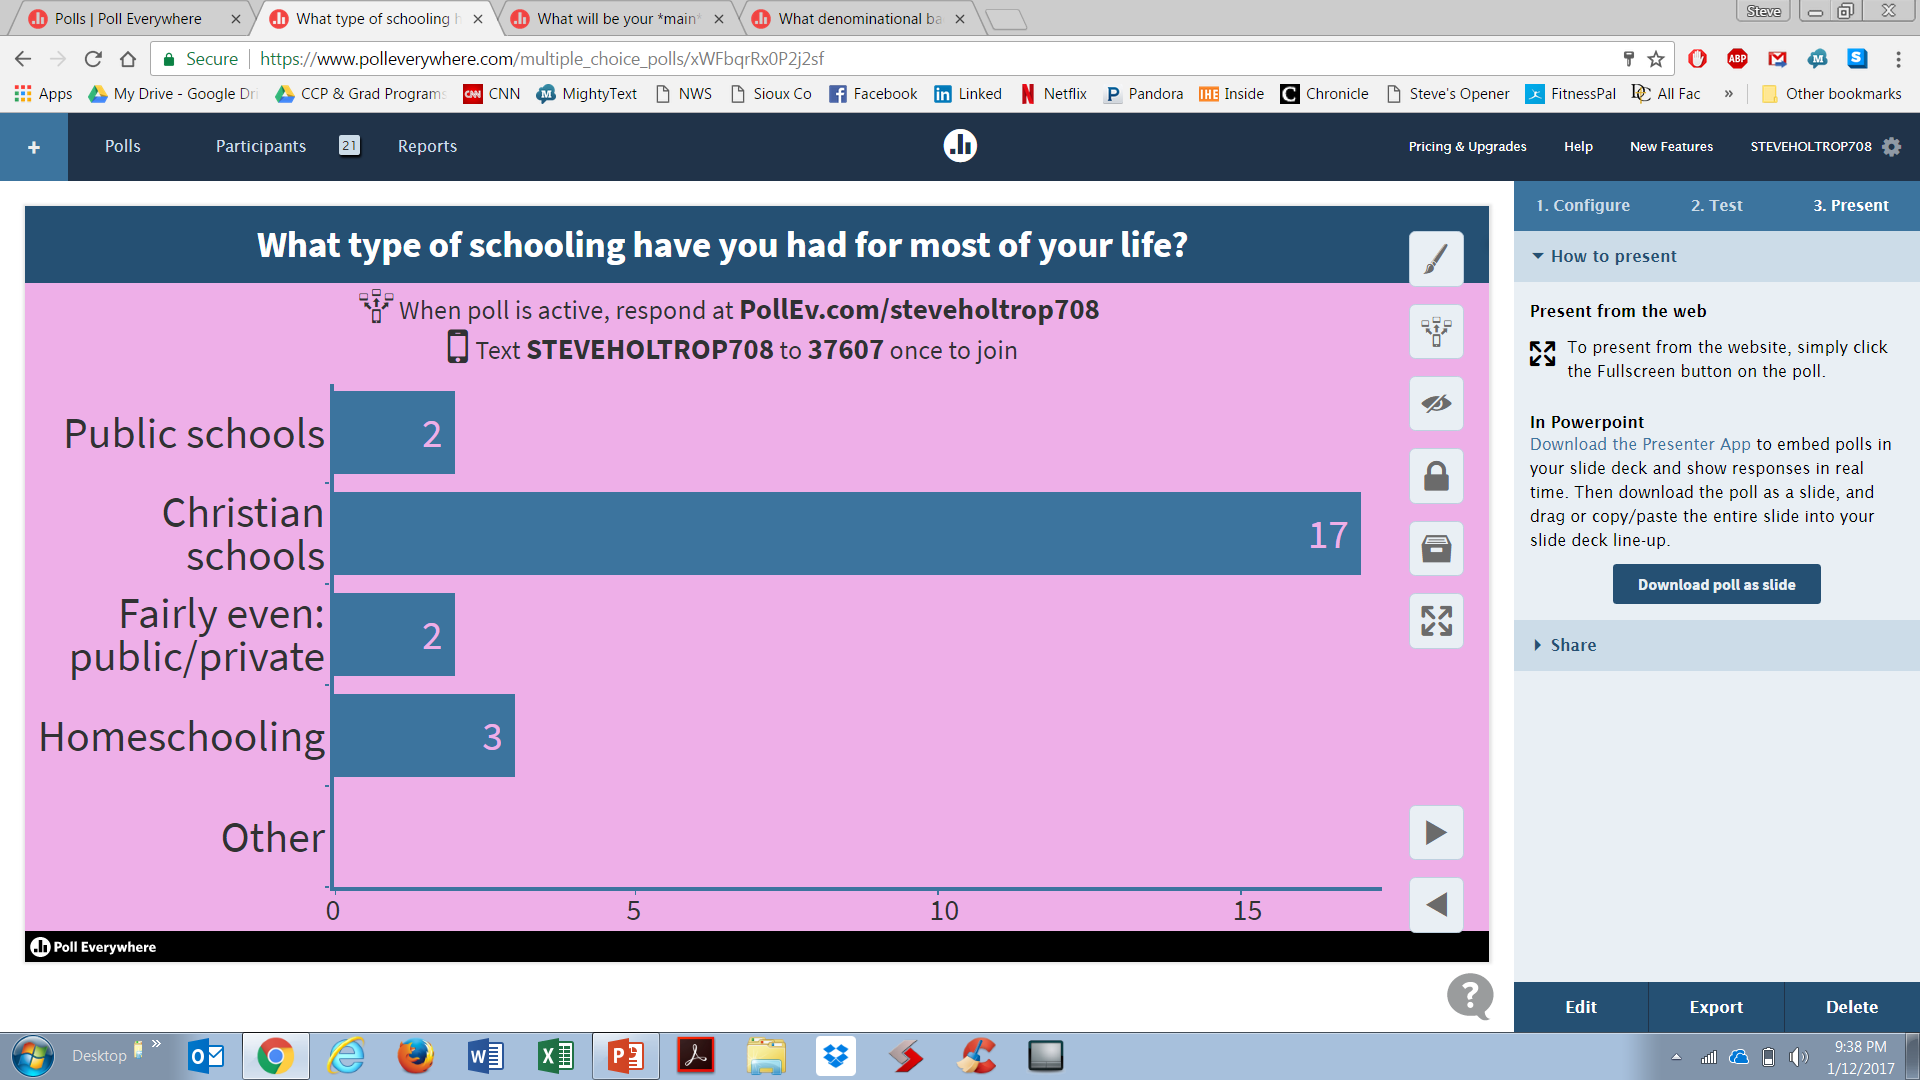 Polls | Poll Everywhere
What type of schooling h
What will be your *main*
What denominational ba
Steve
Secure
https://www.polleverywhere.com/multiple_choice_polls/xWFbqrRx0P2j2sf
ABP
M
S
Apps
My Drive - Google Dri
CCP & Grad Programs
CNN
MightyText
NWS
Sioux Co
Facebook
Linked
Netflix
Pandora
IHE Inside
Chronicle
Steve's Opener
FitnessPal
All Fac
»
Other bookmarks
+
Polls
Participants
21
Reports
Pricing & Upgrades
Help
New Features
STEVEHOLTROP708
What type of schooling have you had for most of your life?
When poll is active, respond at PollEv.com/steveholtrop708
Text STEVEHOLTROP708 to 37607 once to join
Public schools
2
Christian
schools
17
Fairly even:
public/private
2
Homeschooling
3
Other
0 5 10 15
Poll Everywhere
?
1. Configure
2. Test
3. Present
How to present
Present from the web
To present from the website, simply click
the Fullscreen button on the poll.
In Powerpoint
Download the Presenter App to embed polls in
your slide deck and show responses in real
time. Then download the poll as a slide, and
drag or copy/paste the entire slide into your
slide deck line-up.
Download poll as slide
Share
Edit
Export
Delete
Desktop
»
9:38 PM
1/12/2017